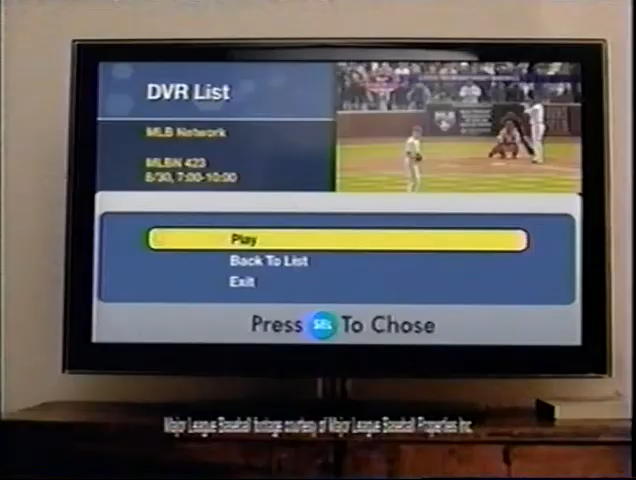 DVR List
MLB Network
MLBN 423
8/30, 7:00-10:00
Play
Back To List
Exit
Press SEL To Chose
Major League Baseball footage courtesy of Major League Baseball Properties Inc.